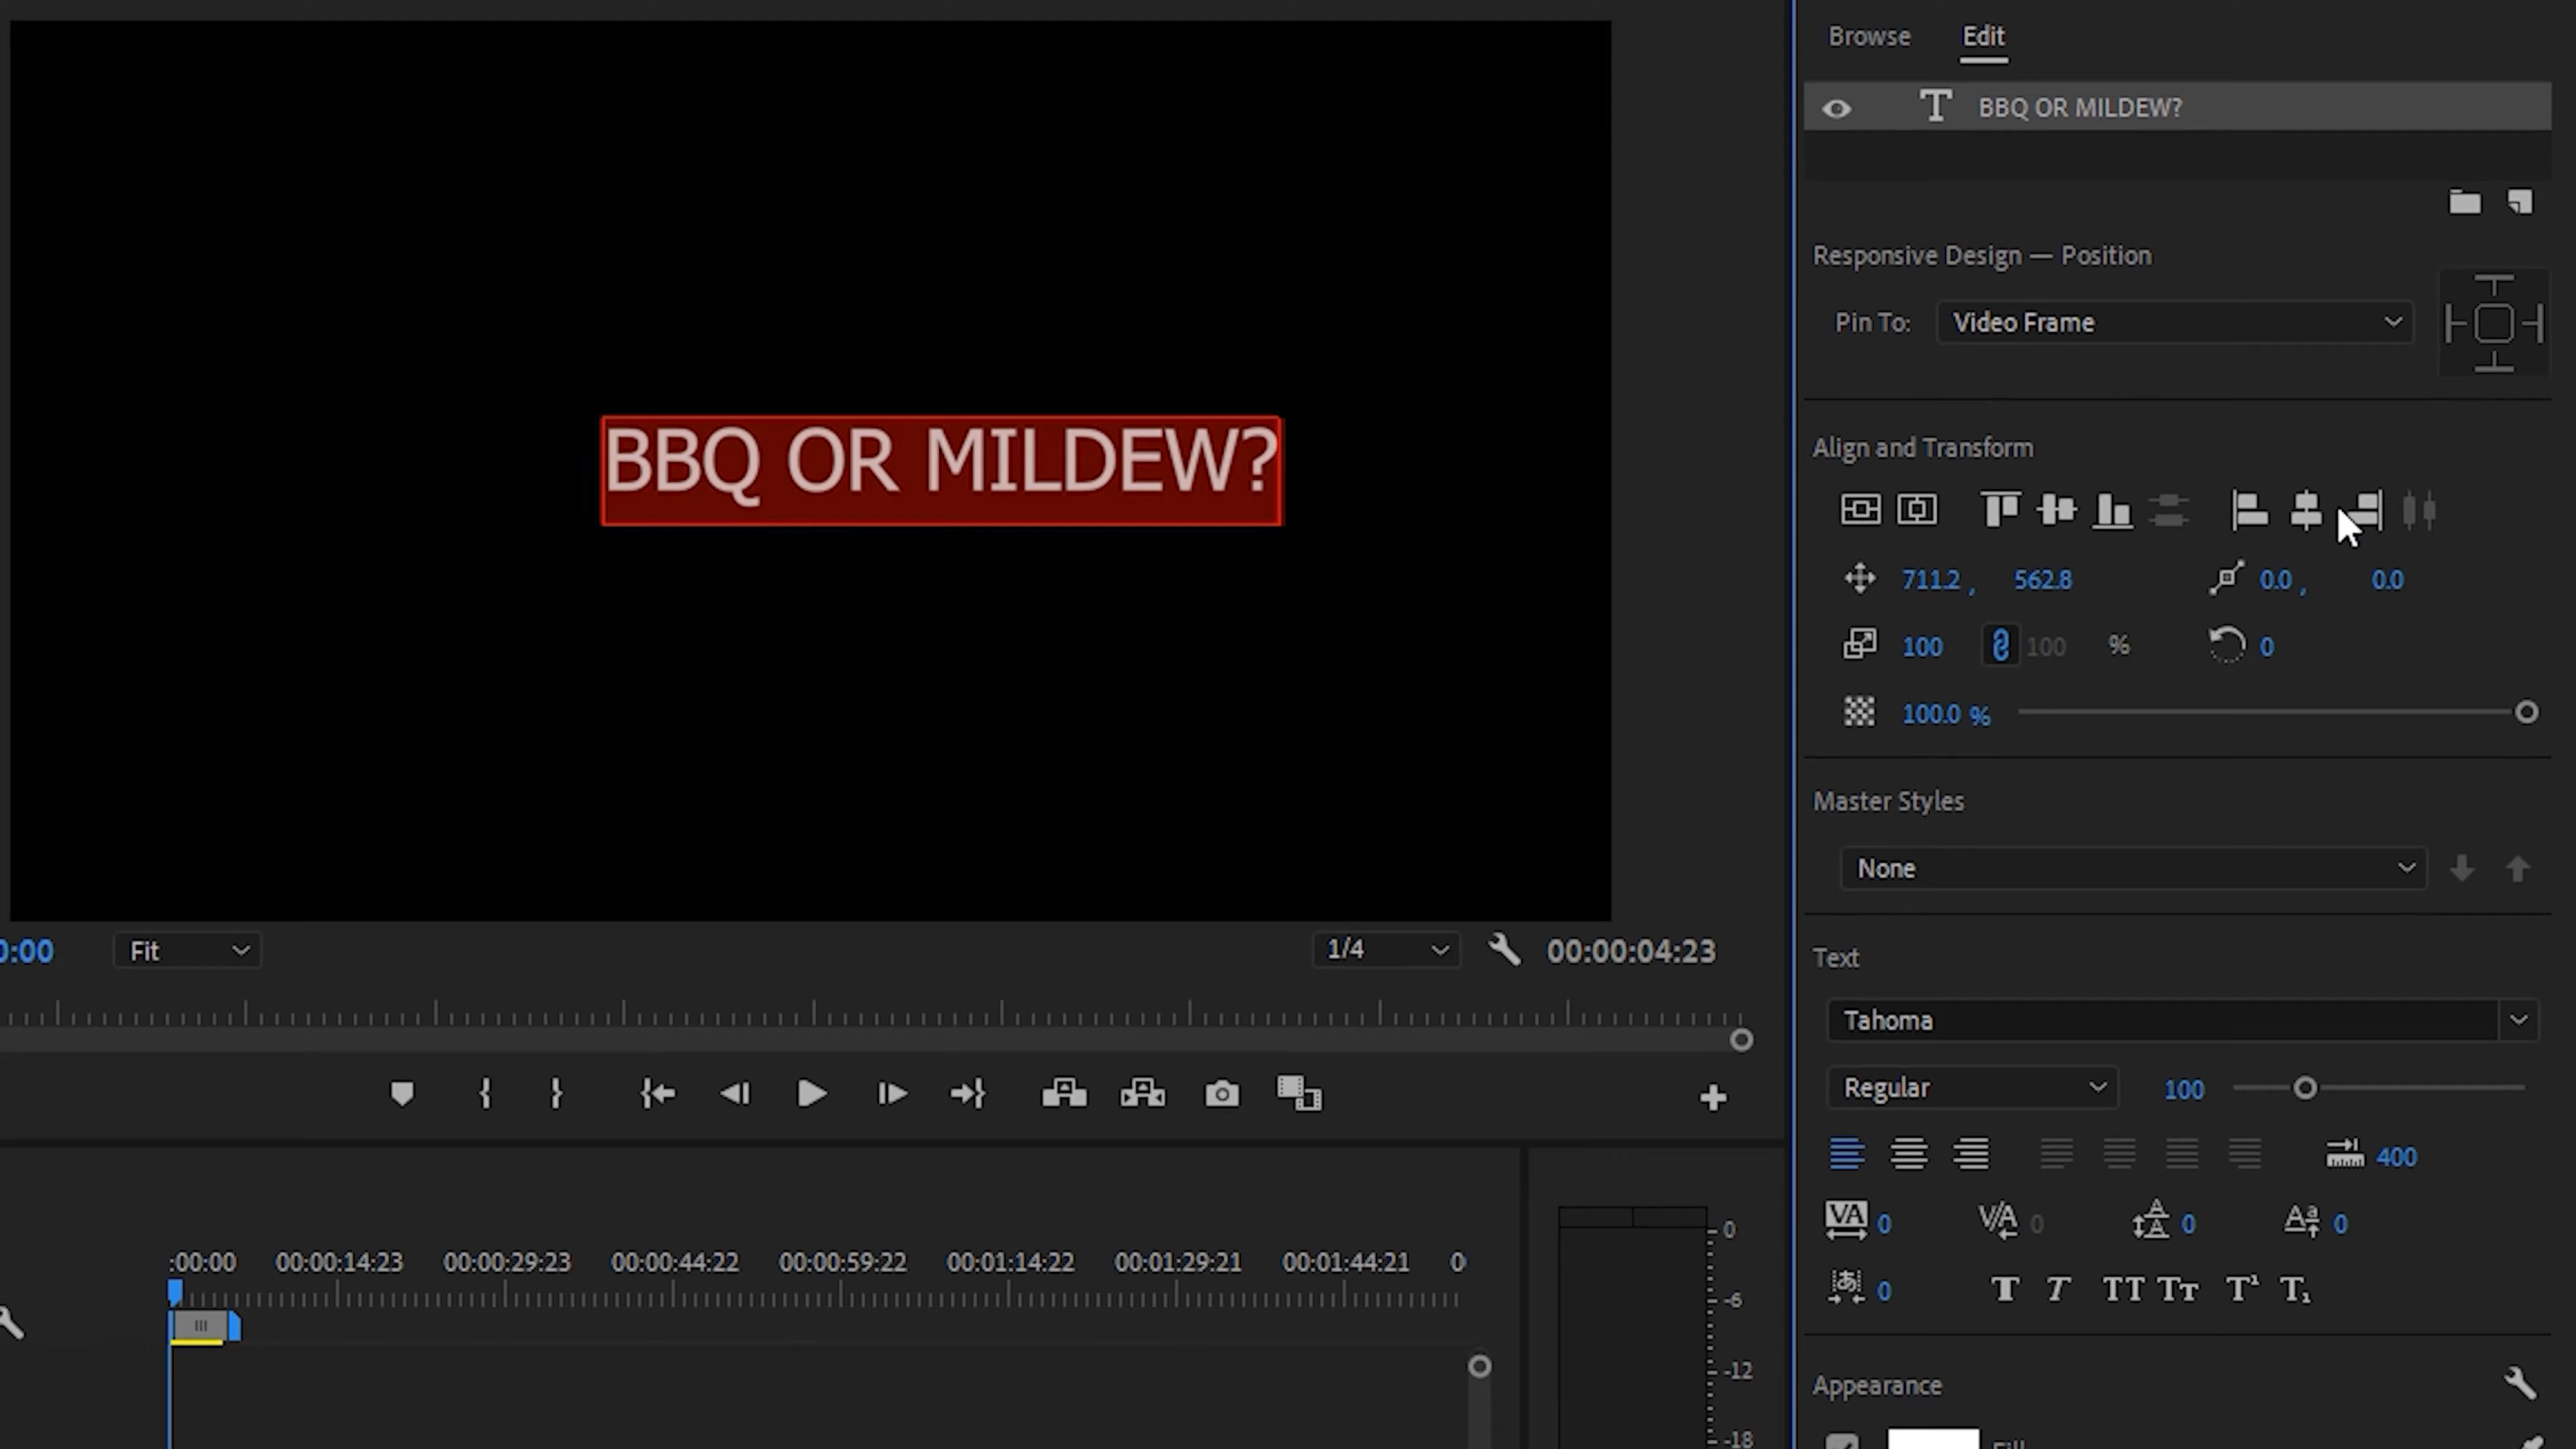 Browse Edit
BBQ OR MILDEW?
Responsive Design — Position
Pin To: Video Frame
BBQ OR MILDEW?
Align and Transform
711.2 , 562.8 0.0 , 0.0
100 100 % 0
100.0 %
Master Styles
None
0:00 Fit 1/4 00:00:04:23
Text
Tahoma
Regular 100
400
0 0 0 0
0
:00:00 00:00:14:23 00:00:29:23 00:00:44:22 00:00:59:22 00:01:14:22 00:01:29:21 00:01:44:21 0
0
-6
-12
-18
Appearance
Fill